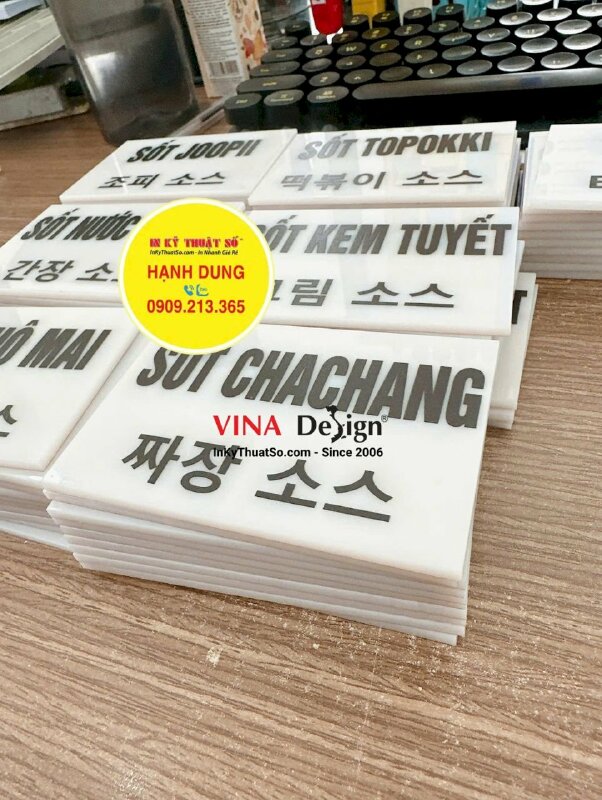 SỐT JOOPII
조피 소스
SỐT TOPOKKI
떡볶이 소스
SỐT NƯỚC
간장 소
SỐT KEM TUYẾT
크림 소스
MAI
SỐT CHACHANG
짜장 소스
IN KỸ THUẬT SỐ
InKyThuatSo.com - In Nhanh Giá Rẻ
HẠNH DUNG
0909.213.365
VINA Design®
InKyThuatSo.com - Since 2006